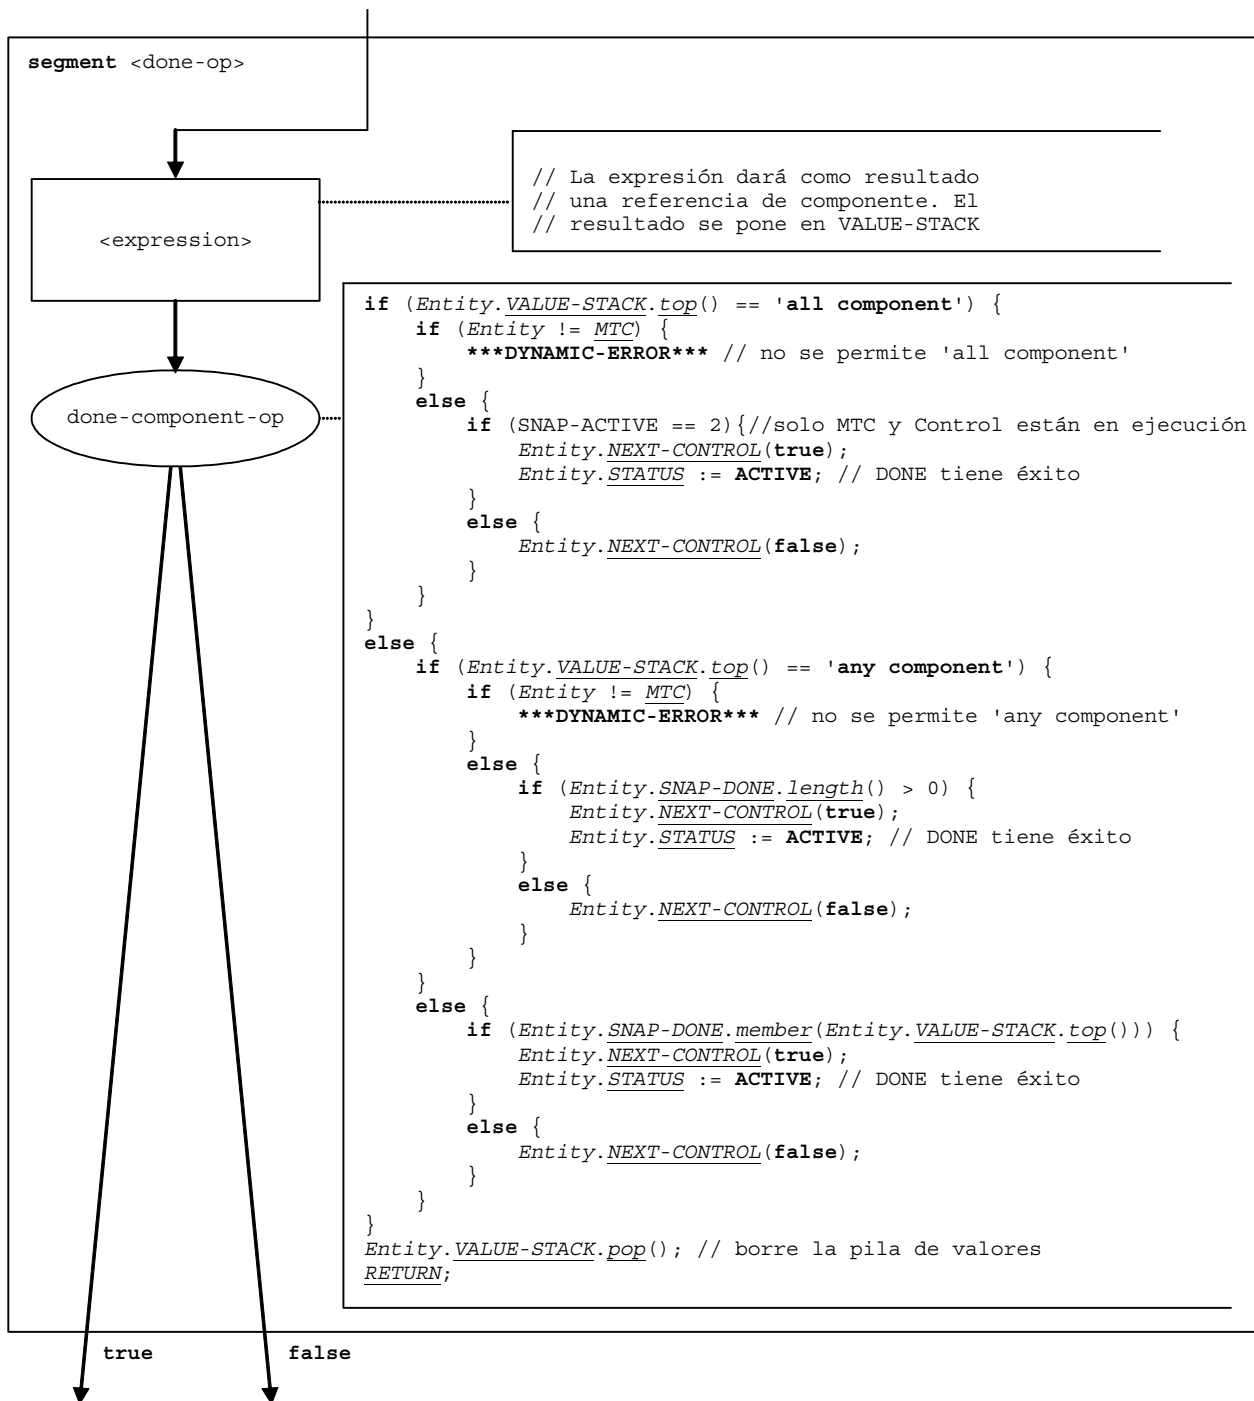 segment <done-op>
// La expresión dará como resultado
// una referencia de componente. El
// resultado se pone en VALUE-STACK
<expression>
done-component-op
if (Entity.VALUE-STACK.top() == 'all component') {
    if (Entity != MTC) {
        ***DYNAMIC-ERROR*** // no se permite 'all component'
    }
    else {
        if (SNAP-ACTIVE == 2){//solo MTC y Control están en ejecución
            Entity.NEXT-CONTROL(true);
            Entity.STATUS := ACTIVE; // DONE tiene éxito
        }
        else {
            Entity.NEXT-CONTROL(false);
        }
    }
}
else {
    if (Entity.VALUE-STACK.top() == 'any component') {
        if (Entity != MTC) {
            ***DYNAMIC-ERROR*** // no se permite 'any component'
        }
        else {
            if (Entity.SNAP-DONE.length() > 0) {
                Entity.NEXT-CONTROL(true);
                Entity.STATUS := ACTIVE; // DONE tiene éxito
            }
            else {
                Entity.NEXT-CONTROL(false);
            }
        }
    }
    else {
        if (Entity.SNAP-DONE.member(Entity.VALUE-STACK.top())) {
            Entity.NEXT-CONTROL(true);
            Entity.STATUS := ACTIVE; // DONE tiene éxito
        }
        else {
            Entity.NEXT-CONTROL(false);
        }
    }
}
Entity.VALUE-STACK.pop(); // borre la pila de valores
RETURN;
true
false